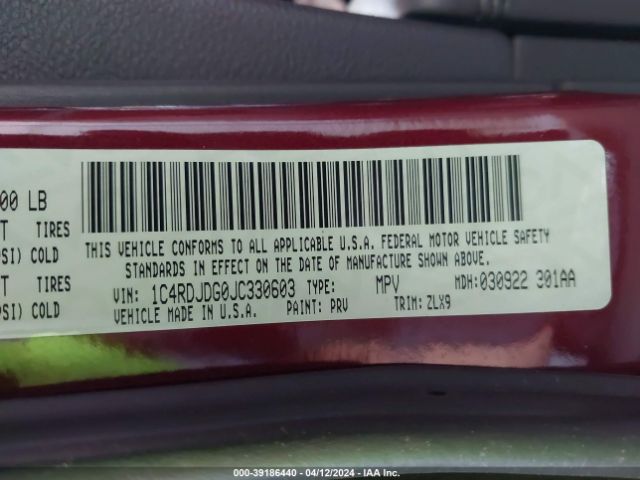 00 LB
T TIRES
PSI) COLD
T TIRES
PSI) COLD
THIS VEHICLE CONFORMS TO ALL APPLICABLE U.S.A. FEDERAL MOTOR VEHICLE SAFETY
STANDARDS IN EFFECT ON THE DATE OF MANUFACTURE SHOWN ABOVE.
VIN: 1C4RDJDG0JC330603 TYPE: MPV MDH: 030922 301AA
VEHICLE MADE IN U.S.A. PAINT: PRV TRIM: ZLX9
000-39186440 - 04/12/2024 - IAA Inc.